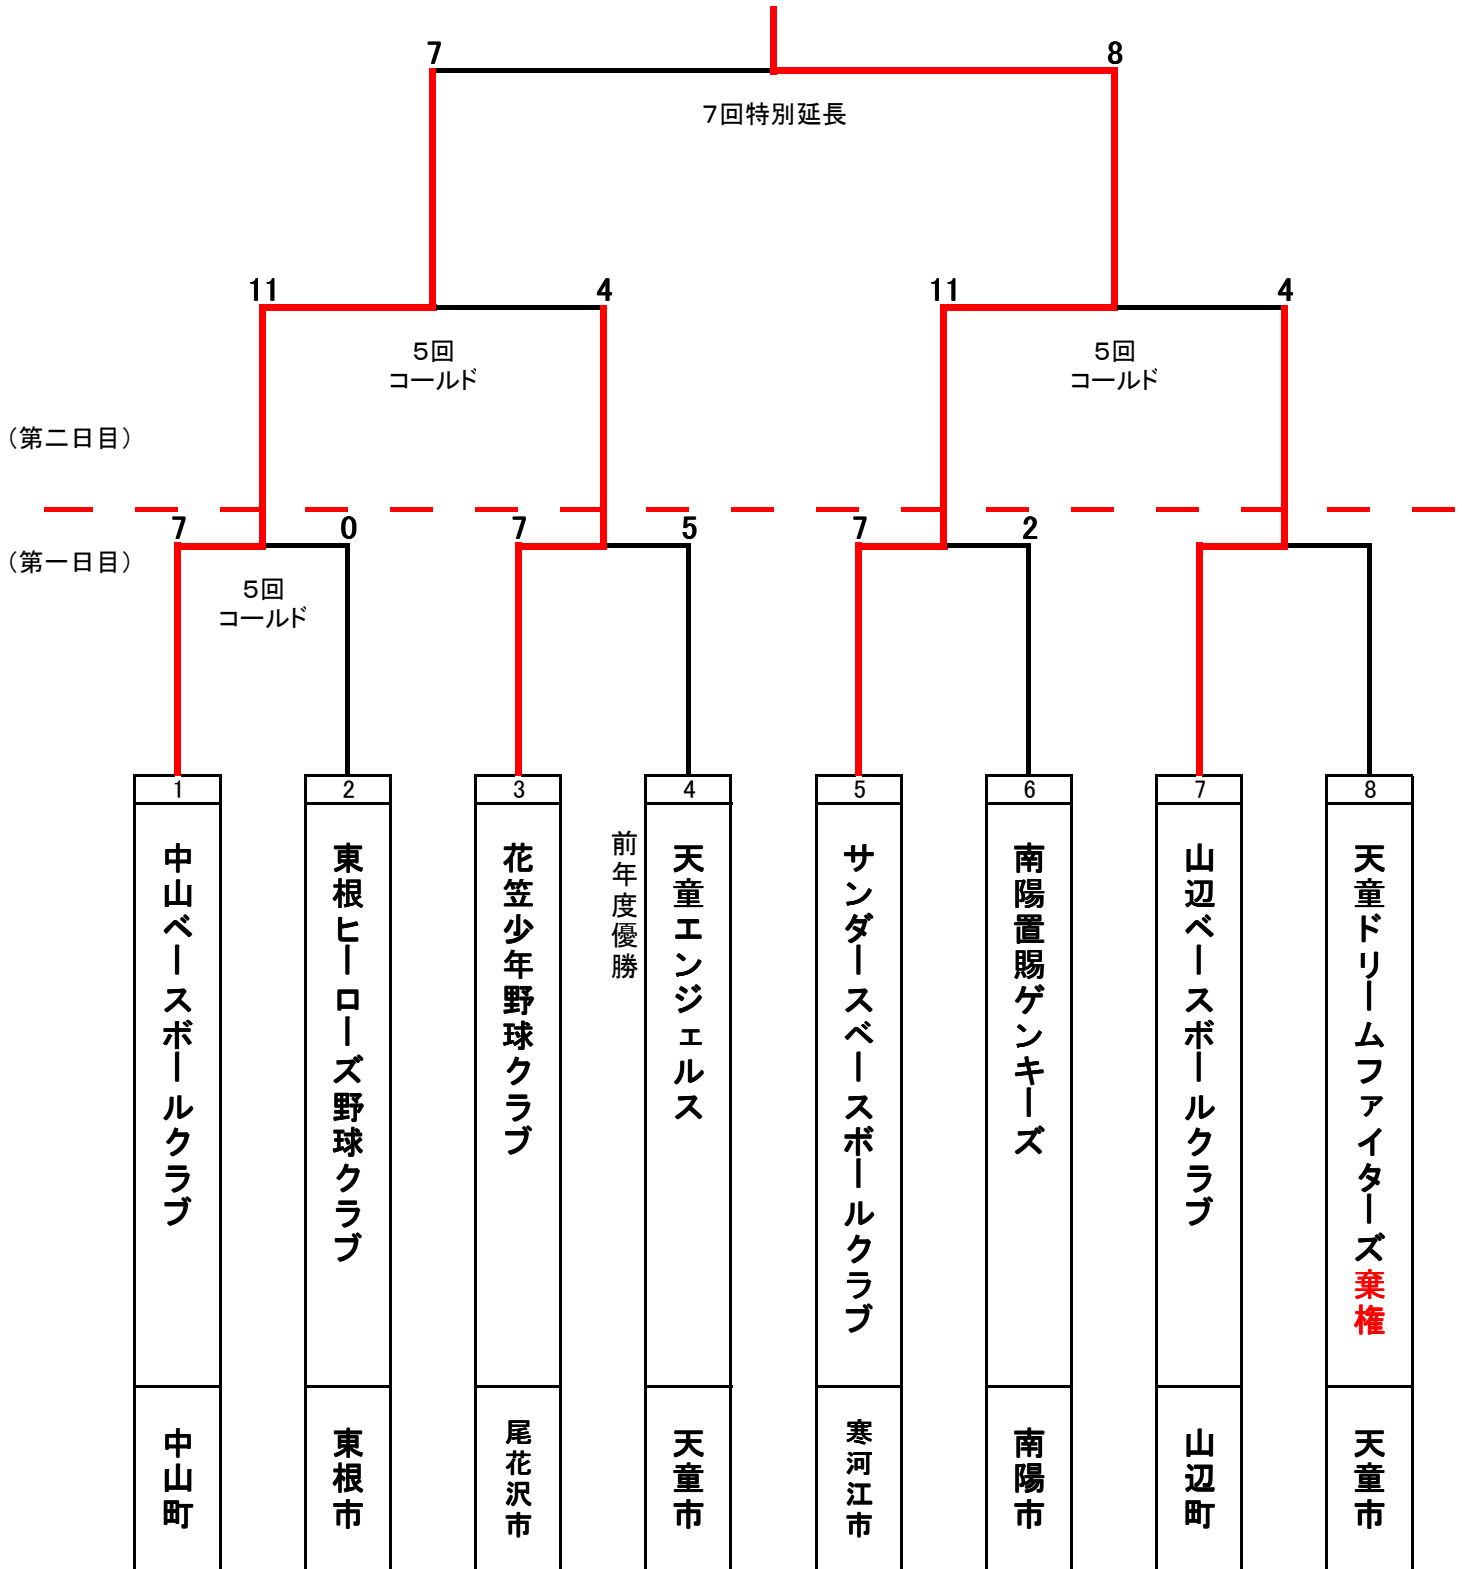 7
8
7回特別延長
11
4
11
4
5回
コールド
5回
コールド
（第二日目）
7
0
7
5
7
2
（第一日目）
5回
コールド
1
2
3
4
5
6
7
8
中山ベースボールクラブ
東根ヒーローズ野球クラブ
花笠少年野球クラブ
前年度優勝
天童エンジェルス
サンダースベースボールクラブ
南陽置賜ゲンキーズ
山辺ベースボールクラブ
天童ドリームファイターズ棄権
中山町
東根市
尾花沢市
天童市
寒河江市
南陽市
山辺町
天童市